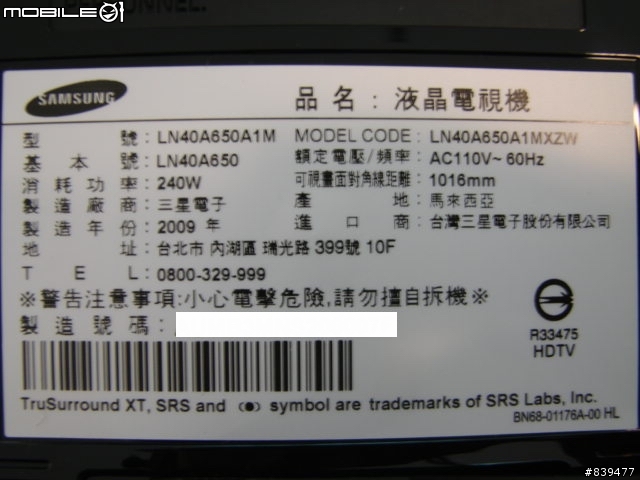 MOBILE01
PERSONNEL.
SAMSUNG
品名：液晶電視機
型號：LN40A650A1M MODEL CODE：LN40A650A1MXZW
基本號：LN40A650 額定電壓/頻率：AC110V~60Hz
消耗功率：240W 可視畫面對角線距離：1016mm
製造廠商：三星電子 產地：馬來西亞
製造年份：2009 年 進口商：台灣三星電子股份有限公司
地址：台北市 內湖區 瑞光路 399號 10F
TEL：0800-329-999
※警告注意事項:小心電擊危險,請勿擅自拆機※
製造號碼：
R33475
HDTV
TruSurround XT, SRS and (●) symbol are trademarks of SRS Labs, Inc.
BN68-01176A-00 HL
#839477